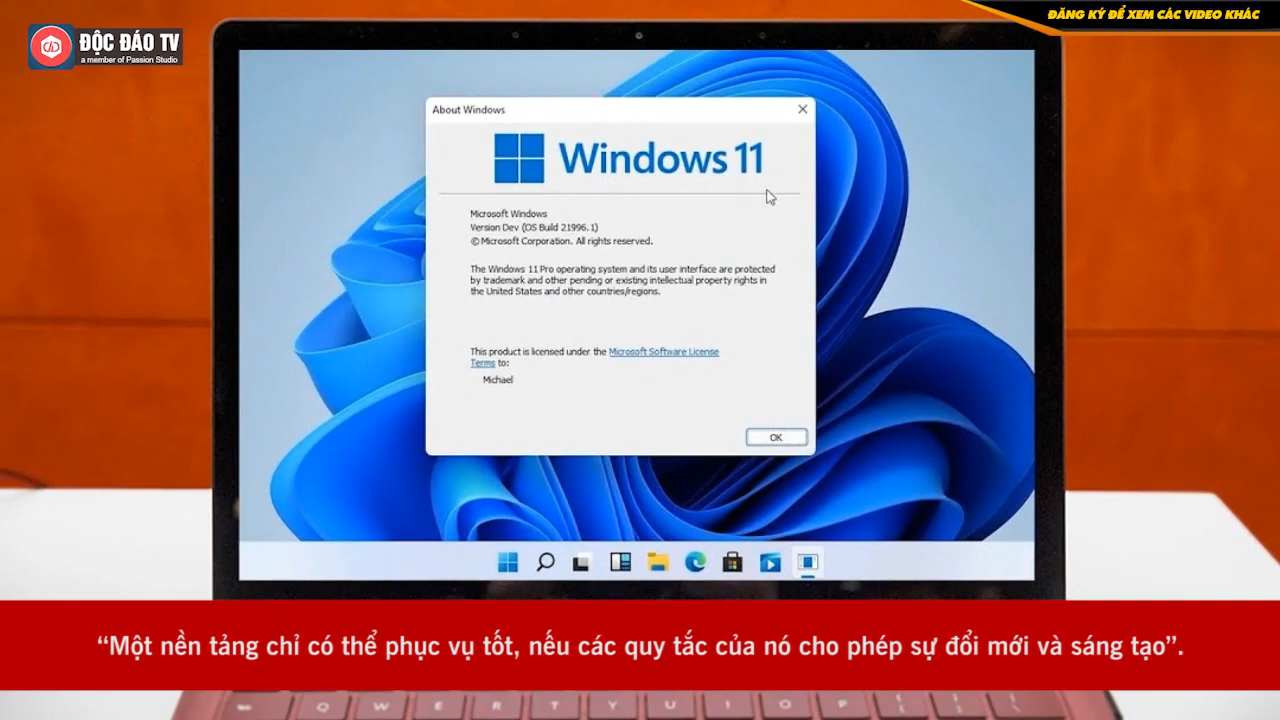 ĐĂNG KÝ ĐỂ XEM CÁC VIDEO KHÁC
ĐỘC ĐÁO TV
a member of Passion Studio
About Windows
Windows 11
Microsoft Windows
Version Dev (OS Build 21996.1)
© Microsoft Corporation. All rights reserved.
The Windows 11 Pro operating system and its user interface are protected
by trademark and other pending or existing intellectual property rights in
the United States and other countries/regions.
This product is licensed under the Microsoft Software License
Terms to:
Michael
OK
“Một nền tảng chỉ có thể phục vụ tốt, nếu các quy tắc của nó cho phép sự đổi mới và sáng tạo”.
Q W E R T Y U I O P